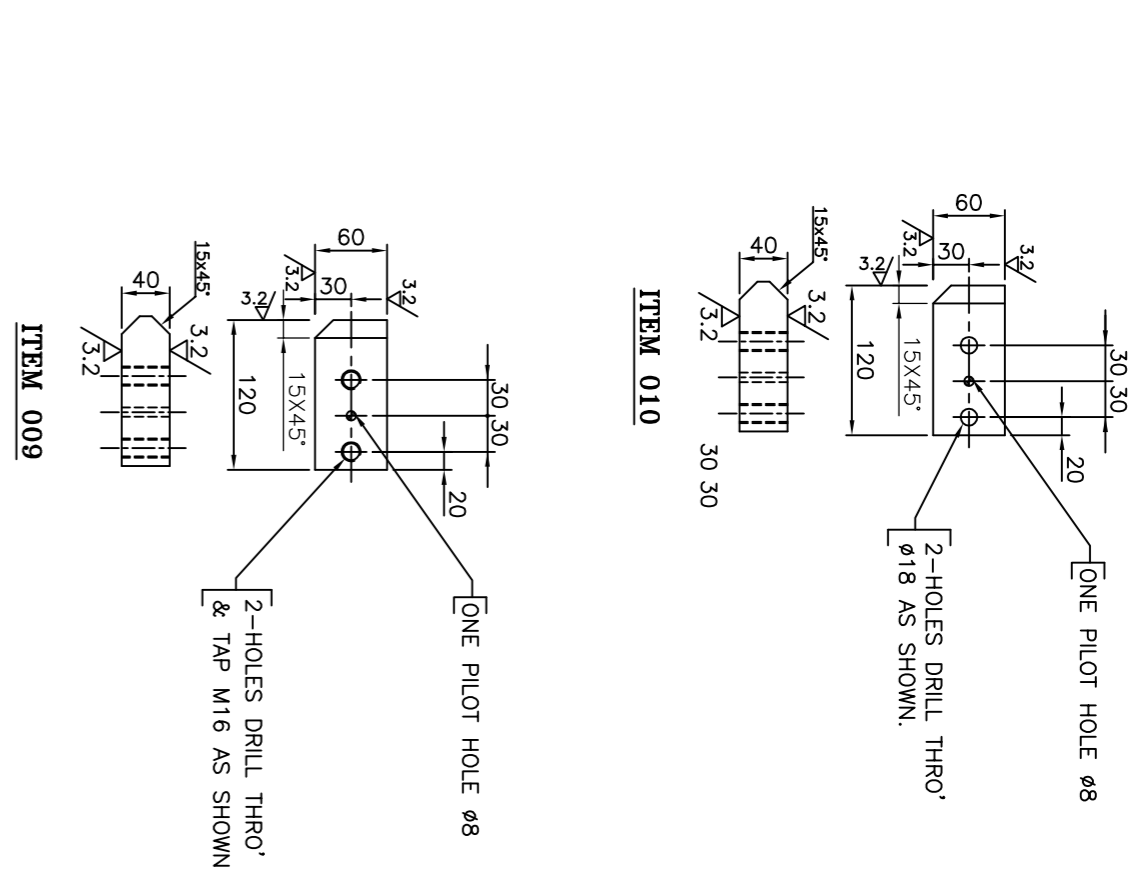 ITEM 010
60
30
3.2
3.2
3.2
30 30
20
15X45°
120
ONE PILOT HOLE ø8
2-HOLES DRILL THRO'
ø18 AS SHOWN.
15x45°
40
3.2
3.2
30 30
ITEM 009
60
30
3.2
3.2
3.2
30 30
20
15X45°
120
ONE PILOT HOLE ø8
2-HOLES DRILL THRO'
& TAP M16 AS SHOWN
15x45°
40
3.2
3.2